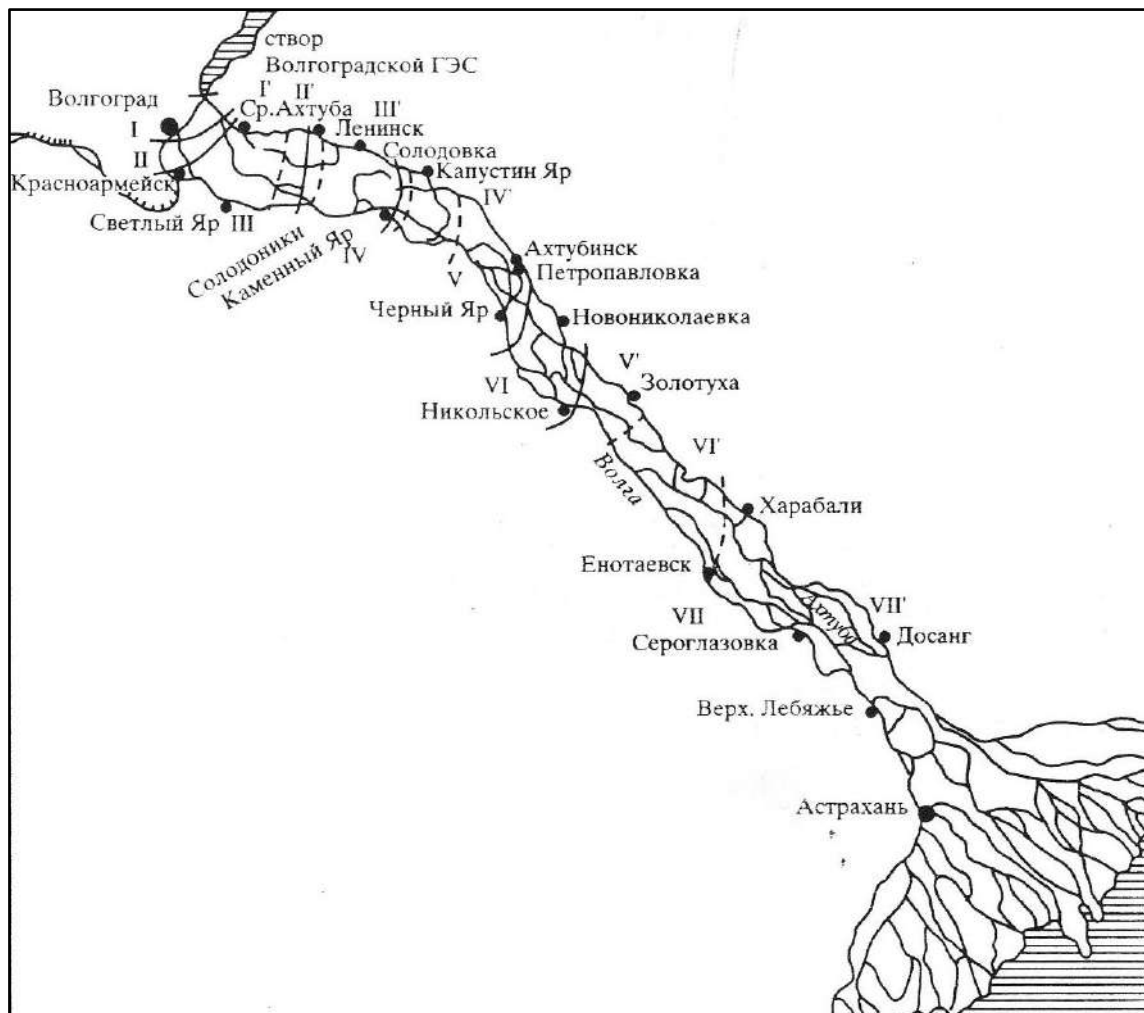 створ
Волгоградской ГЭС
Волгоград
I'
II'
Ср.Ахтуба
III'
I
Ленинск
II
Солодовка
Красноармейск
Капустин Яр
IV'
Светлый Яр
III
Солодоники
Каменный Яр
IV
V
Ахтубинск
Петропавловка
Черный Яр
Новониколаевка
V'
VI
Золотуха
Никольское
VI'
Волга
Харабали
Енотаевск
Ахтуба
VII
VII'
Сероглазовка
Досанг
Верх. Лебяжье
Астрахань